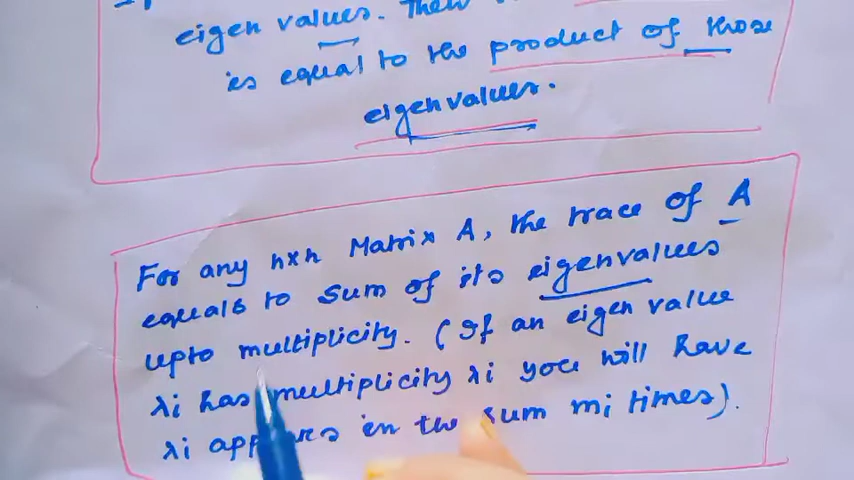 eigen values. Then
is equal to the product of those
eigenvalues.
For any nxn Matrix A, the trace of A
equals to sum of its eigenvalues
upto multiplicity. (If an eigen value
λi has multiplicity λi you will have
λi appears in the sum mi times).